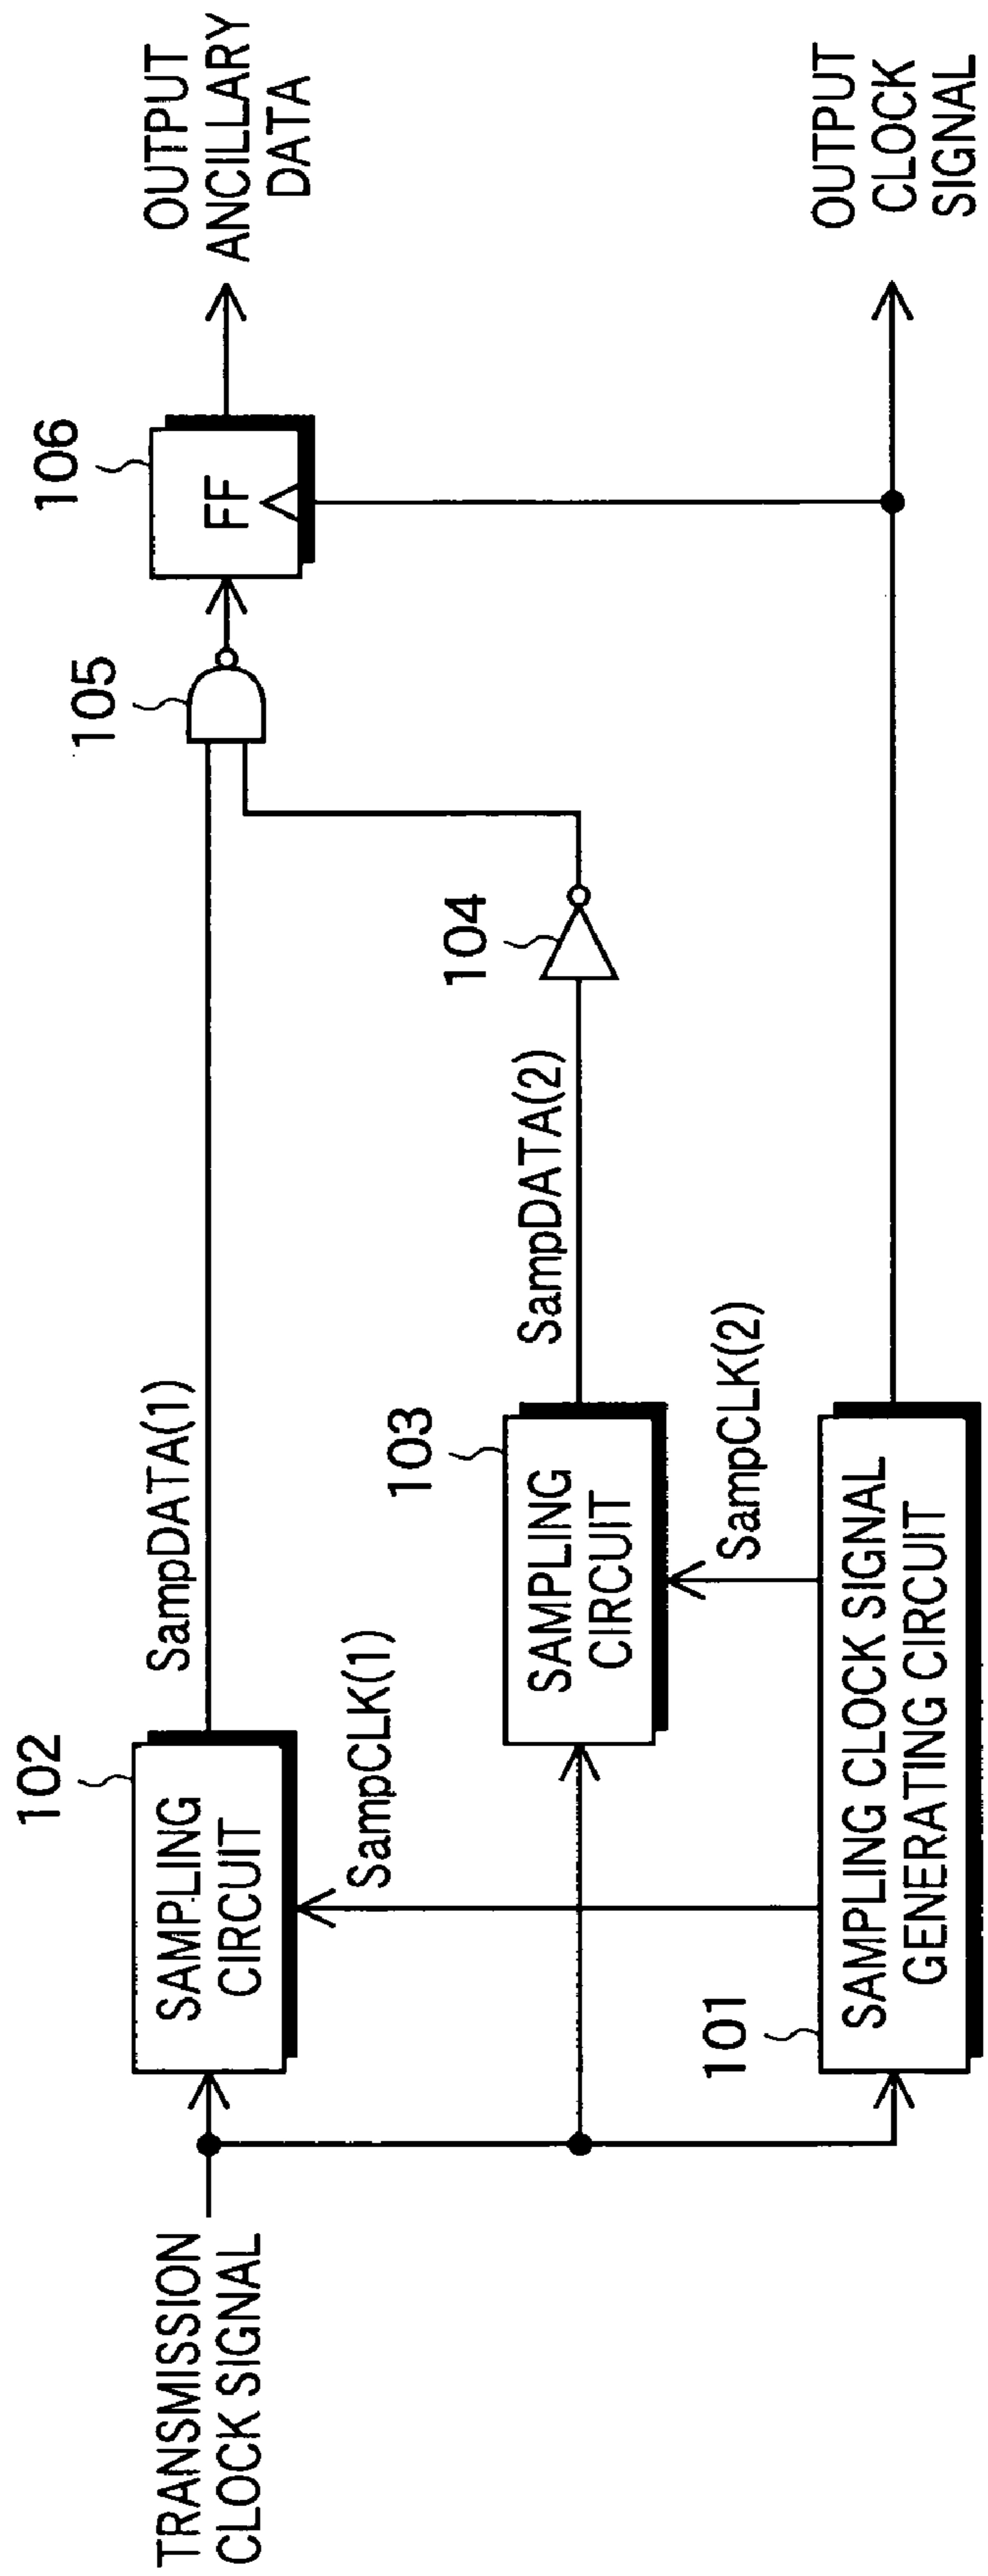 TRANSMISSION
CLOCK SIGNAL
102
SAMPLING
CIRCUIT
SampDATA(1)
SampCLK(1)
103
SAMPLING
CIRCUIT
SampDATA(2)
SampCLK(2)
101
SAMPLING CLOCK SIGNAL
GENERATING CIRCUIT
104
105
106
FF
OUTPUT
ANCILLARY
DATA
OUTPUT
CLOCK
SIGNAL